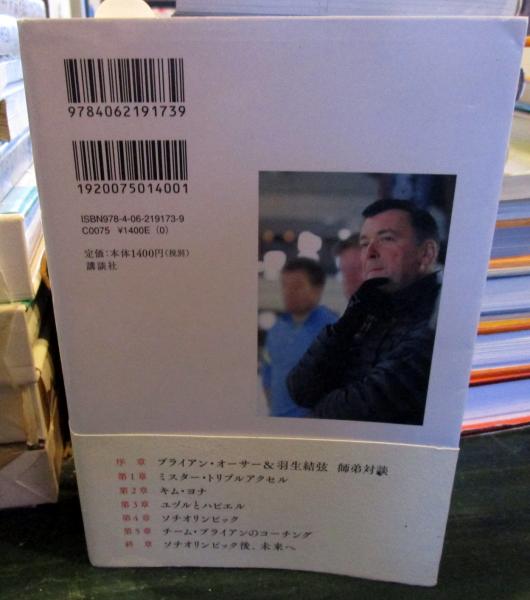 9784062191739
1920075014001
ISBN978-4-06-219173-9
C0075 ¥1400E (0)
定価:本体1400円(税別)
講談社
序 章 ブライアン・オーサー&羽生結弦 師弟対談
第1章 ミスター・トリプルアクセル
第2章 キム・ヨナ
第3章 ユヅルとハビエル
第4章 ソチオリンピック
第5章 チーム・ブライアンのコーチング
終 章 ソチオリンピック後、未来へ